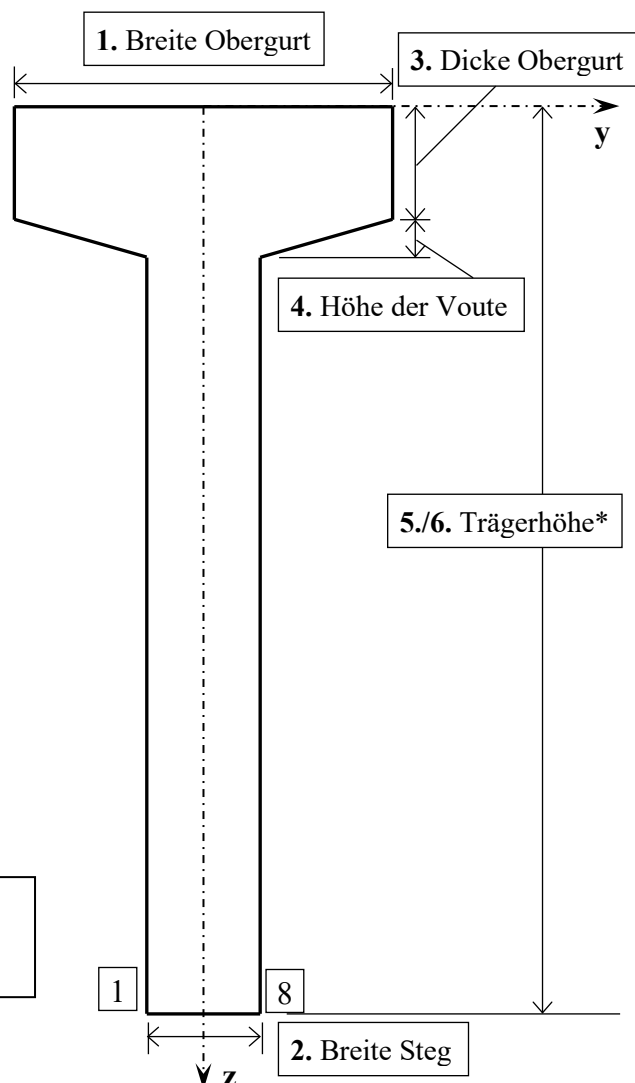 1. Breite Obergurt
3. Dicke Obergurt
y
4. Höhe der Voute
5./6. Trägerhöhe*
1
8
2. Breite Steg
z